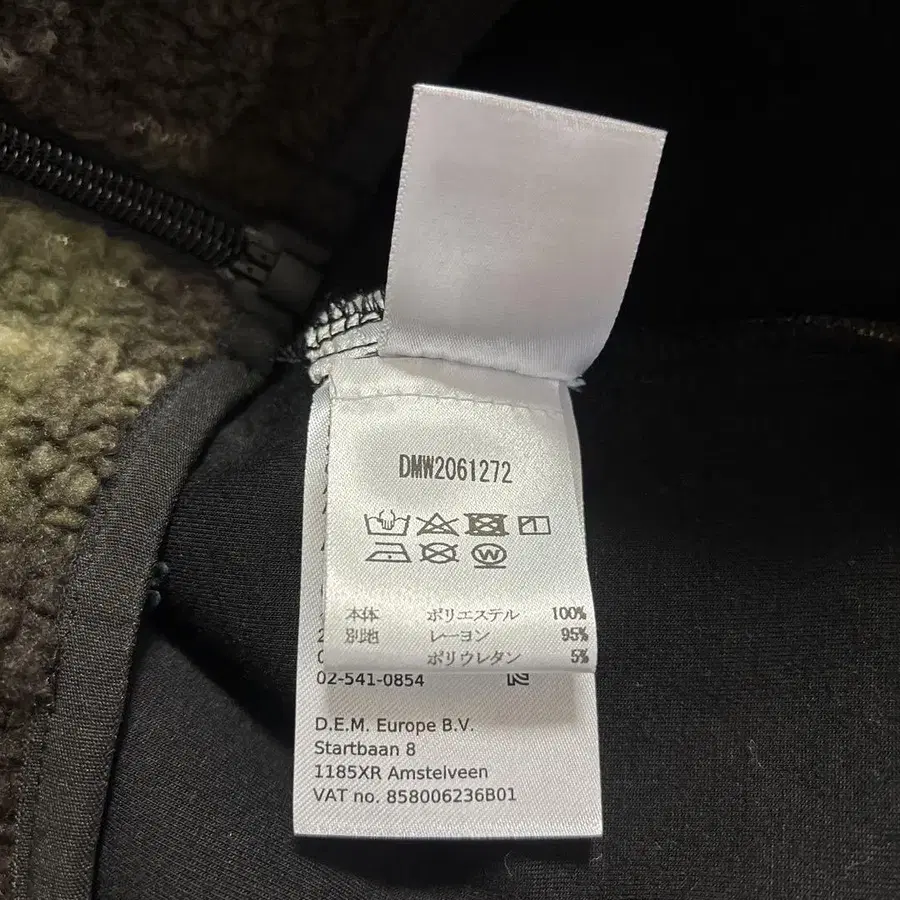 DMW2061272
W
本体 ポリエステル 100%
別地 レーヨン 95%
ポリウレタン 5%
02-541-0854
D.E.M. Europe B.V.
Startbaan 8
1185XR Amstelveen
VAT no. 858006236B01